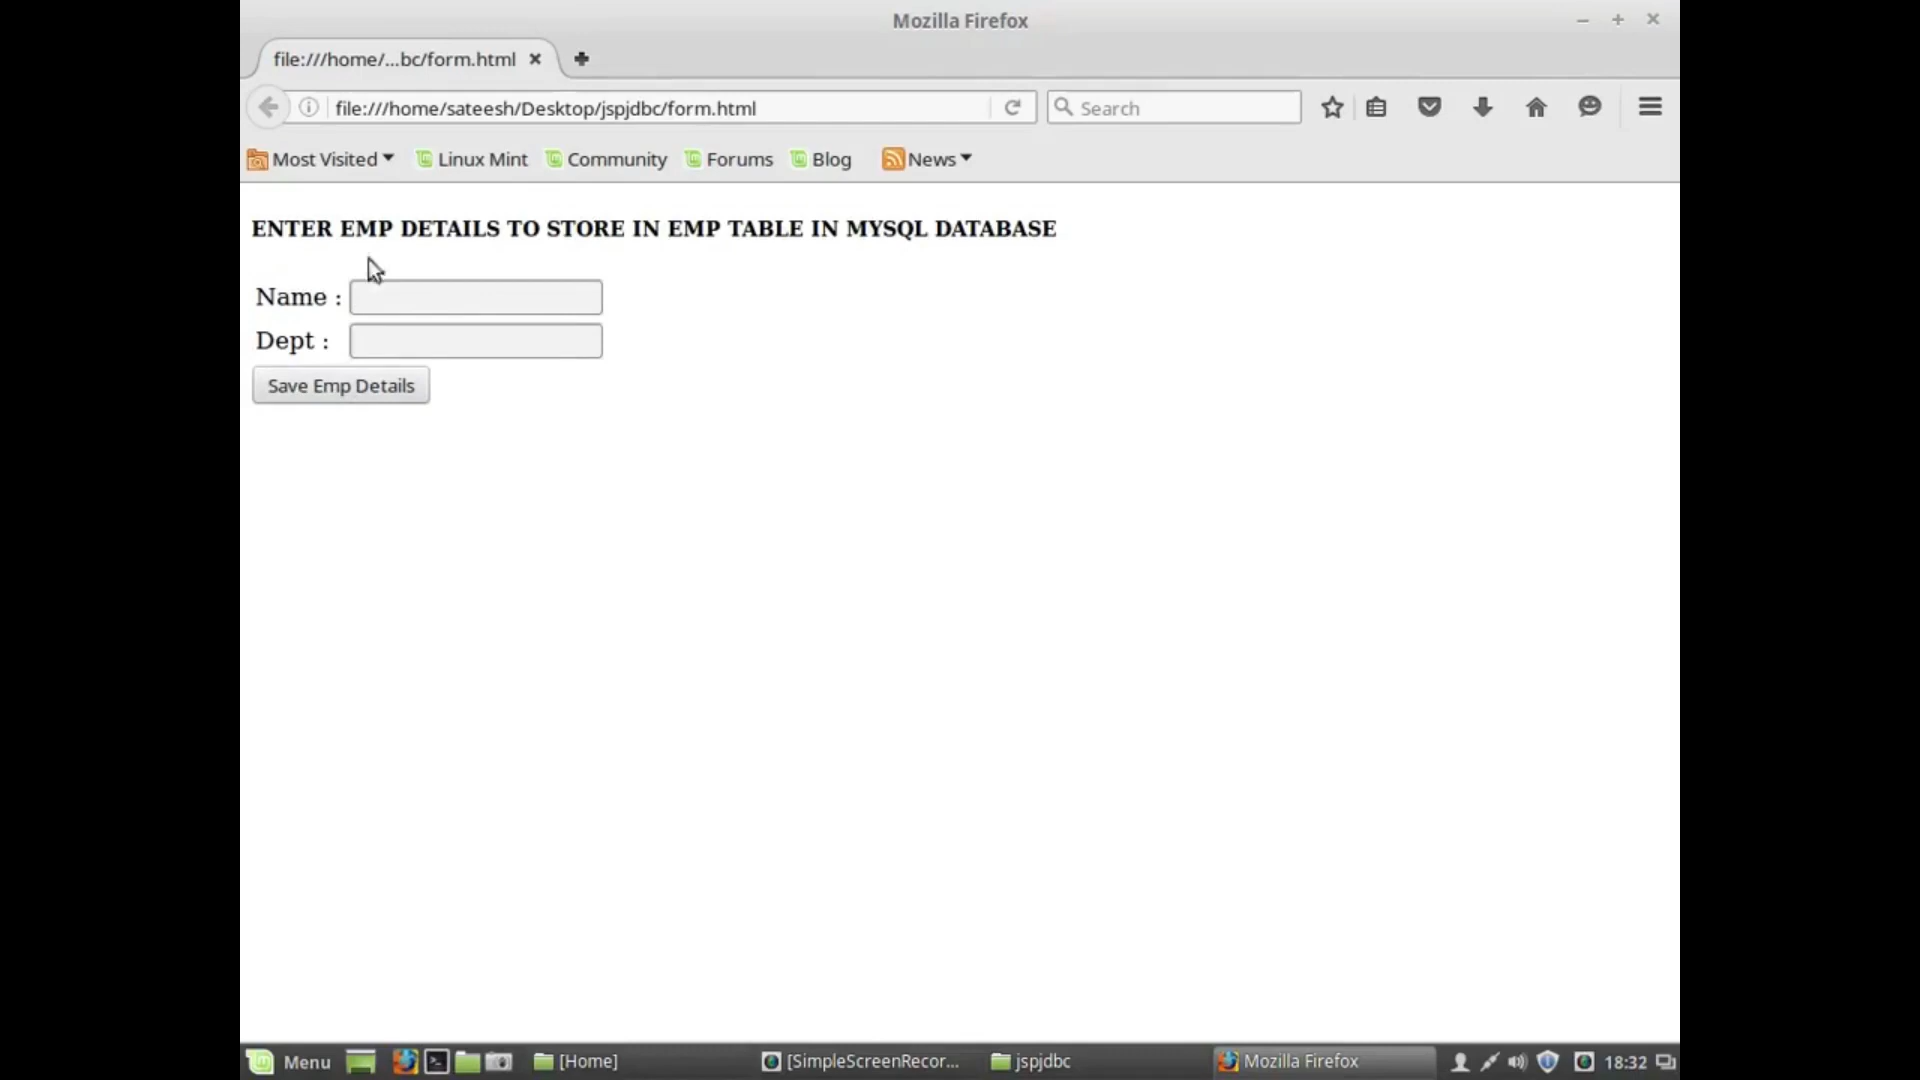 Mozilla Firefox
file:///home/...bc/form.html
file:///home/sateesh/Desktop/jspjdbc/form.html
Search
Most Visited
Linux Mint
Community
Forums
Blog
News
ENTER EMP DETAILS TO STORE IN EMP TABLE IN MYSQL DATABASE
Name :
Dept :
Save Emp Details
Menu
[Home]
[SimpleScreenRecor...
jspjdbc
Mozilla Firefox
18:32